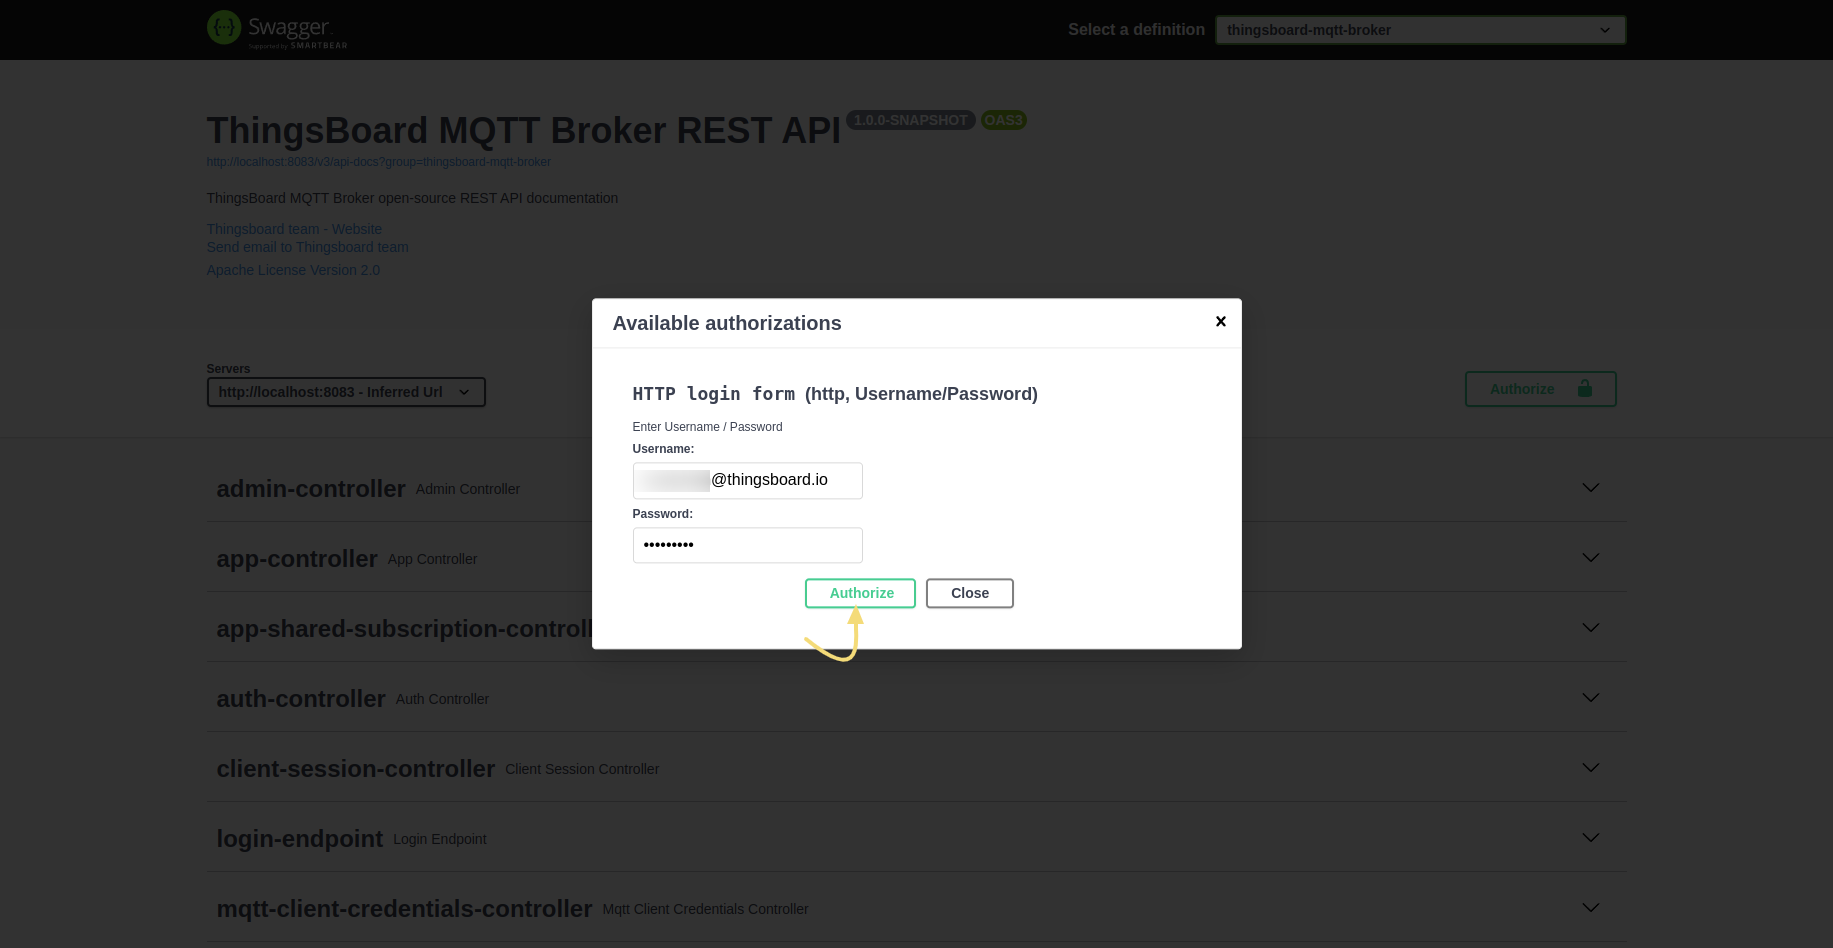 Swagger.
Supported by SMARTBEAR
Select a definition
thingsboard-mqtt-broker
ThingsBoard MQTT Broker REST API 1.0.0-SNAPSHOT OAS3
http://localhost:8083/v3/api-docs?group=thingsboard-mqtt-broker
ThingsBoard MQTT Broker open-source REST API documentation
Thingsboard team - Website
Send email to Thingsboard team
Apache License Version 2.0
Available authorizations
HTTP login form (http, Username/Password)
Enter Username / Password
Username:
@thingsboard.io
Password:
•••••••••
Authorize Close
Servers
http://localhost:8083 - Inferred Url
Authorize
admin-controller Admin Controller
app-controller App Controller
app-shared-subscription-controll
auth-controller Auth Controller
client-session-controller Client Session Controller
login-endpoint Login Endpoint
mqtt-client-credentials-controller Mqtt Client Credentials Controller